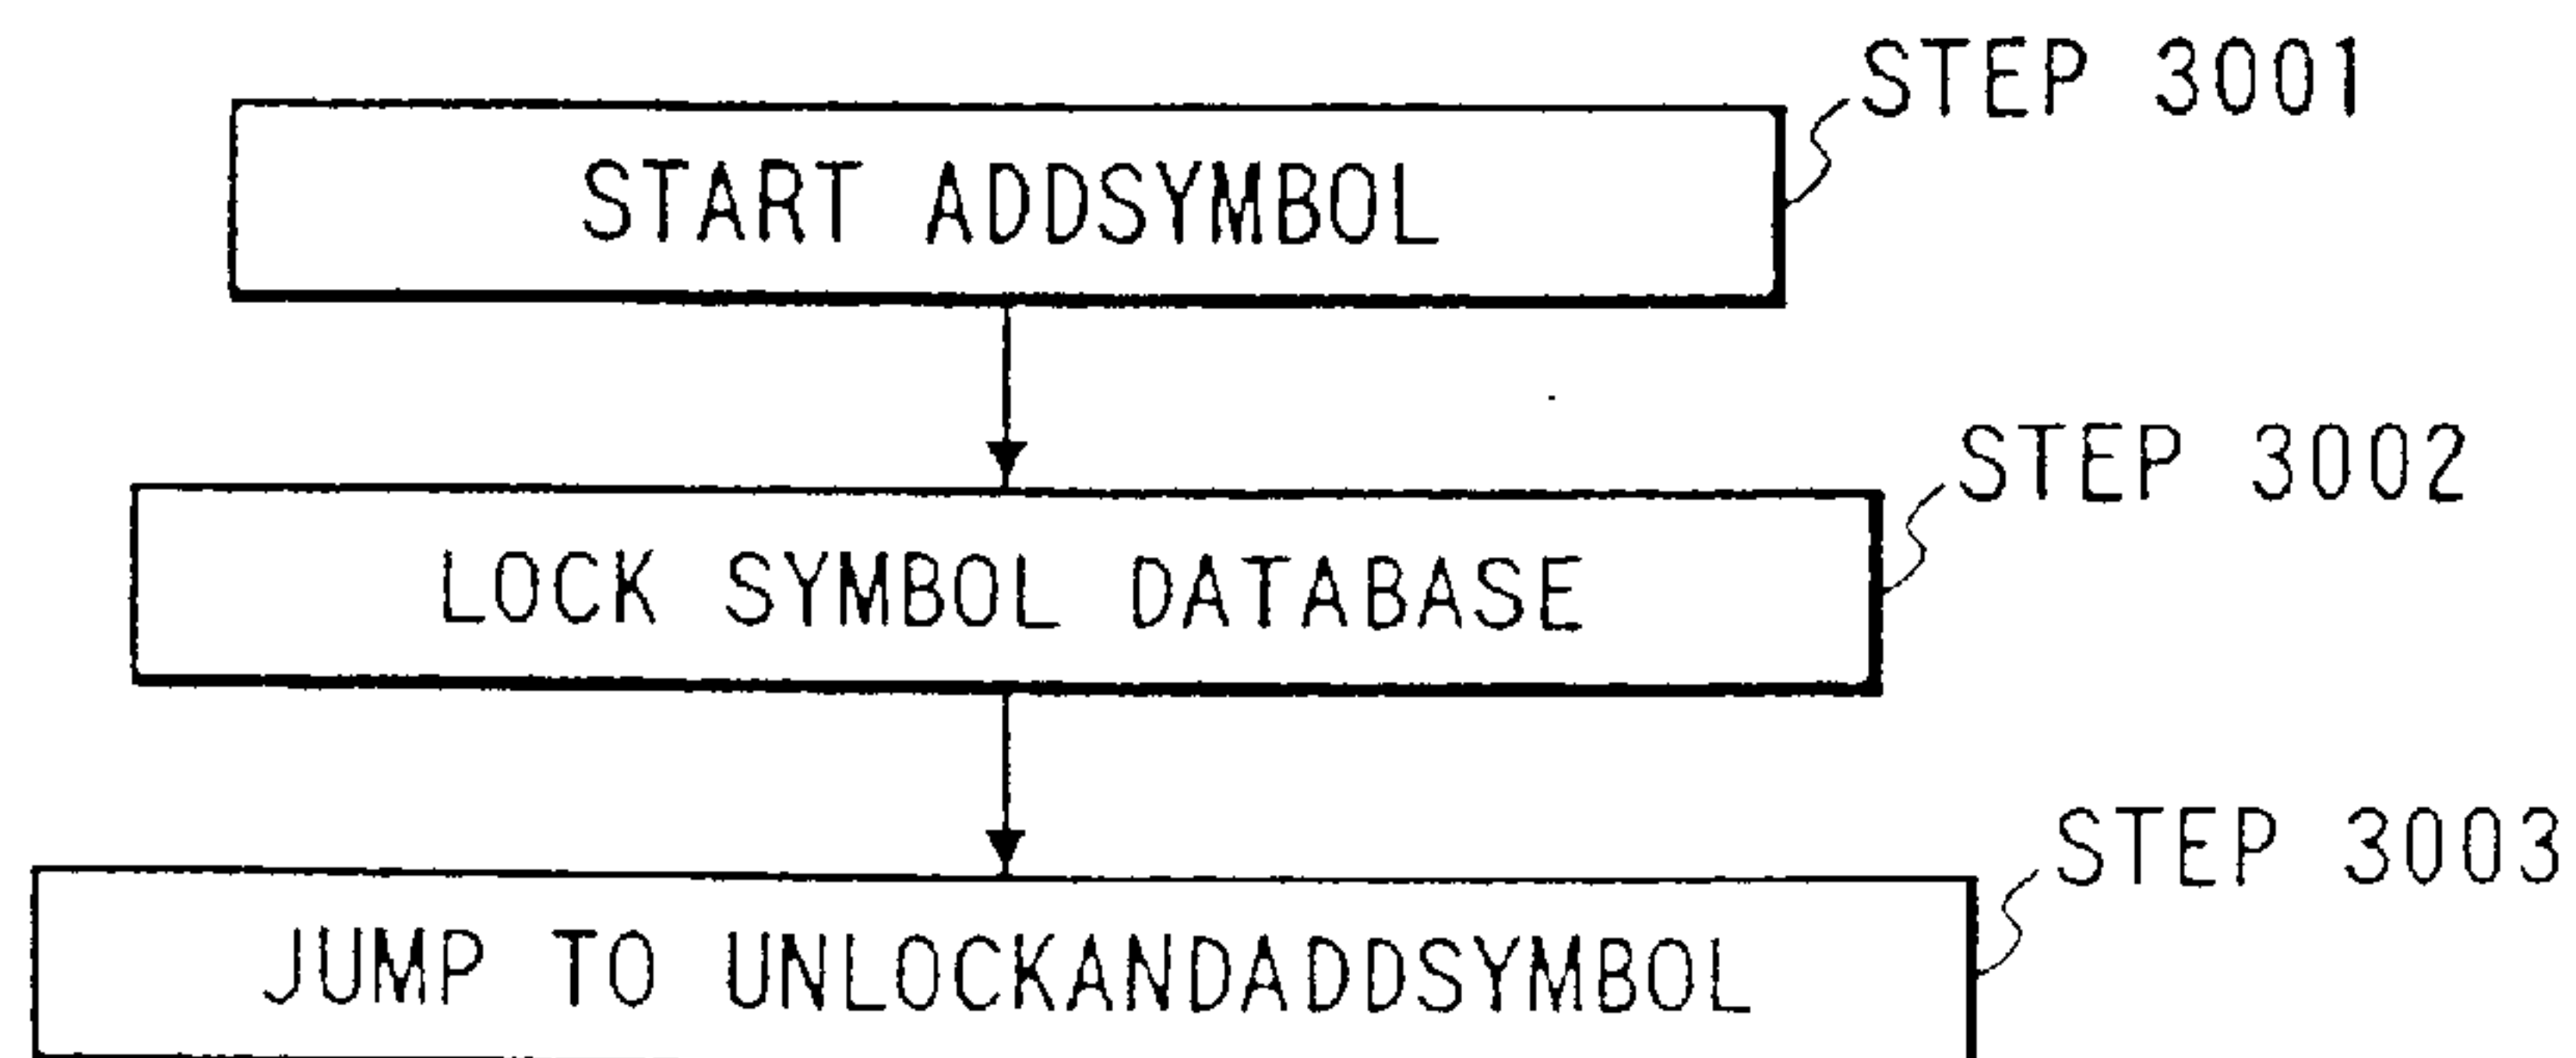 STEP 3001
START ADDSYMBOL
STEP 3002
LOCK SYMBOL DATABASE
STEP 3003
JUMP TO UNLOCKANDADDSYMBOL